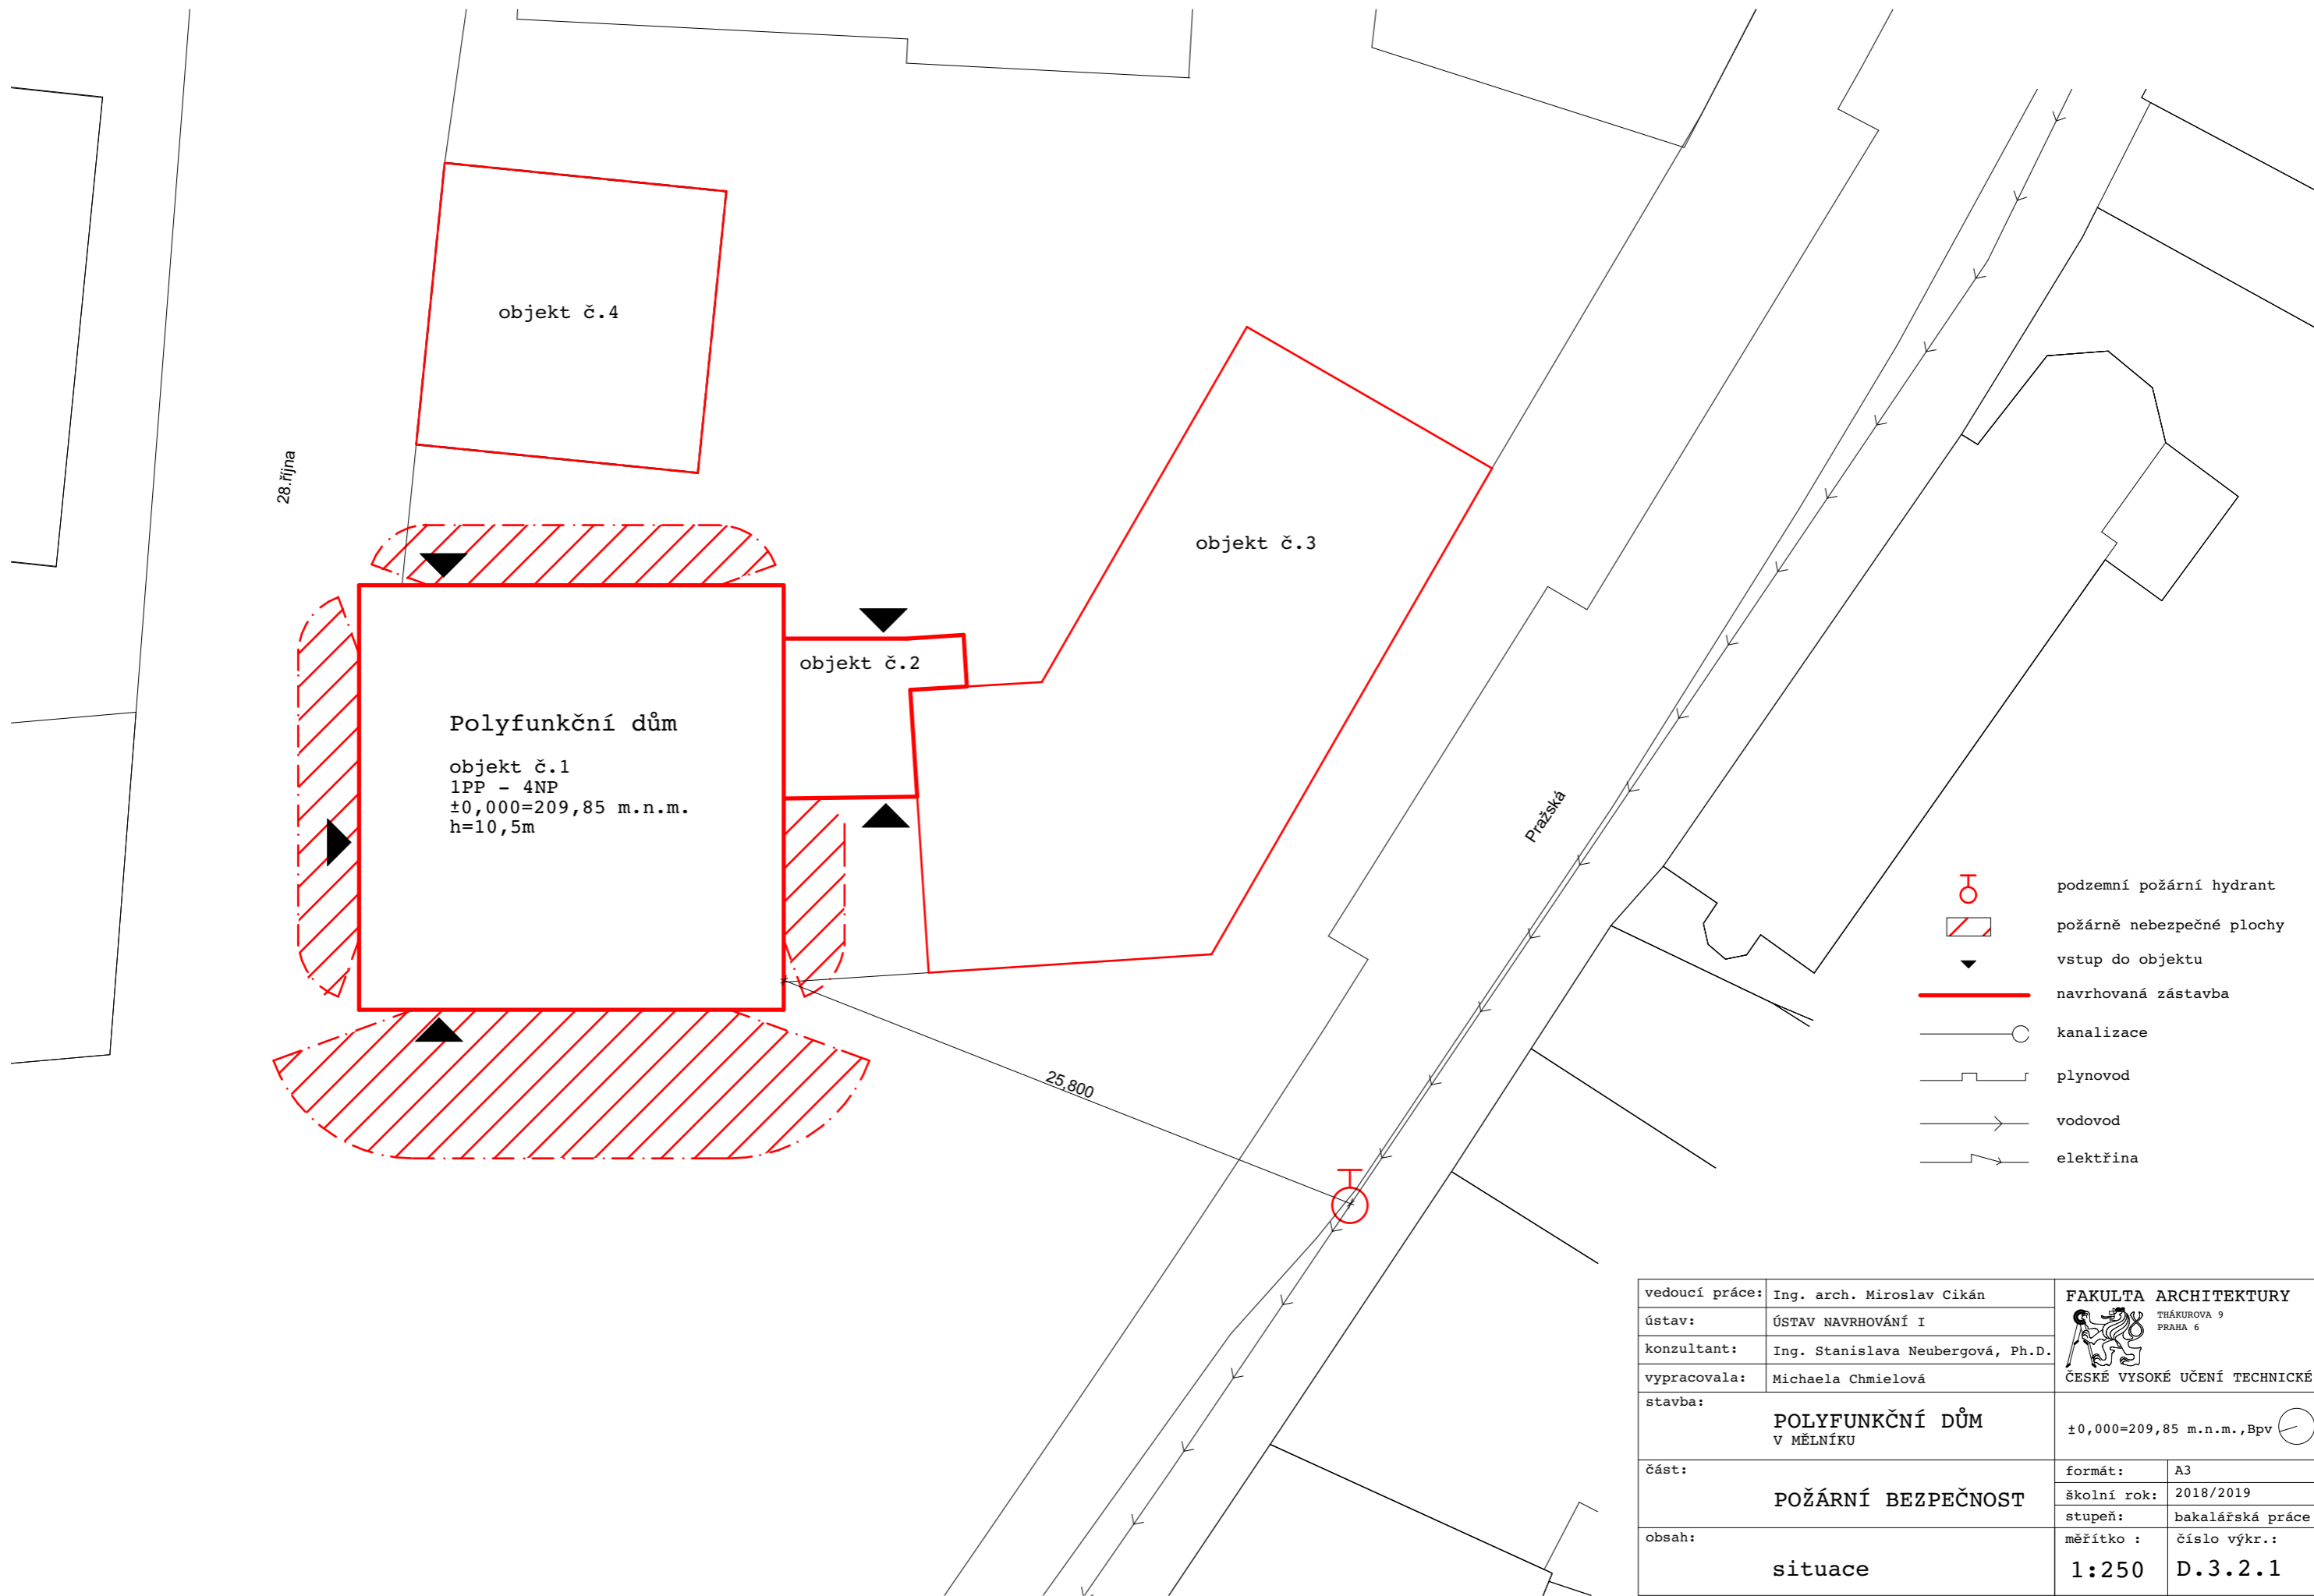 objekt č.4
28.října
objekt č.3
objekt č.2
Polyfunkční dům
objekt č.1
1PP - 4NP
±0,000=209,85 m.n.m.
h=10,5m
Pražská
25,800
podzemní požární hydrant
požárně nebezpečné plochy
vstup do objektu
navrhovaná zástavba
kanalizace
plynovod
vodovod
elektřina
vedoucí práce: Ing. arch. Miroslav Cikán
ústav: ÚSTAV NAVRHOVÁNÍ I
konzultant: Ing. Stanislava Neubergová, Ph.D.
vypracovala: Michaela Chmielová
FAKULTA ARCHITEKTURY
THÁKUROVA 9
PRAHA 6
ČESKÉ VYSOKÉ UČENÍ TECHNICKÉ
stavba:
POLYFUNKČNÍ DŮM
V MĚLNÍKU
±0,000=209,85 m.n.m.,Bpv
část:
POŽÁRNÍ BEZPEČNOST
formát: A3
školní rok: 2018/2019
stupeň: bakalářská práce
obsah:
situace
měřítko : číslo výkr.:
1:250 D.3.2.1